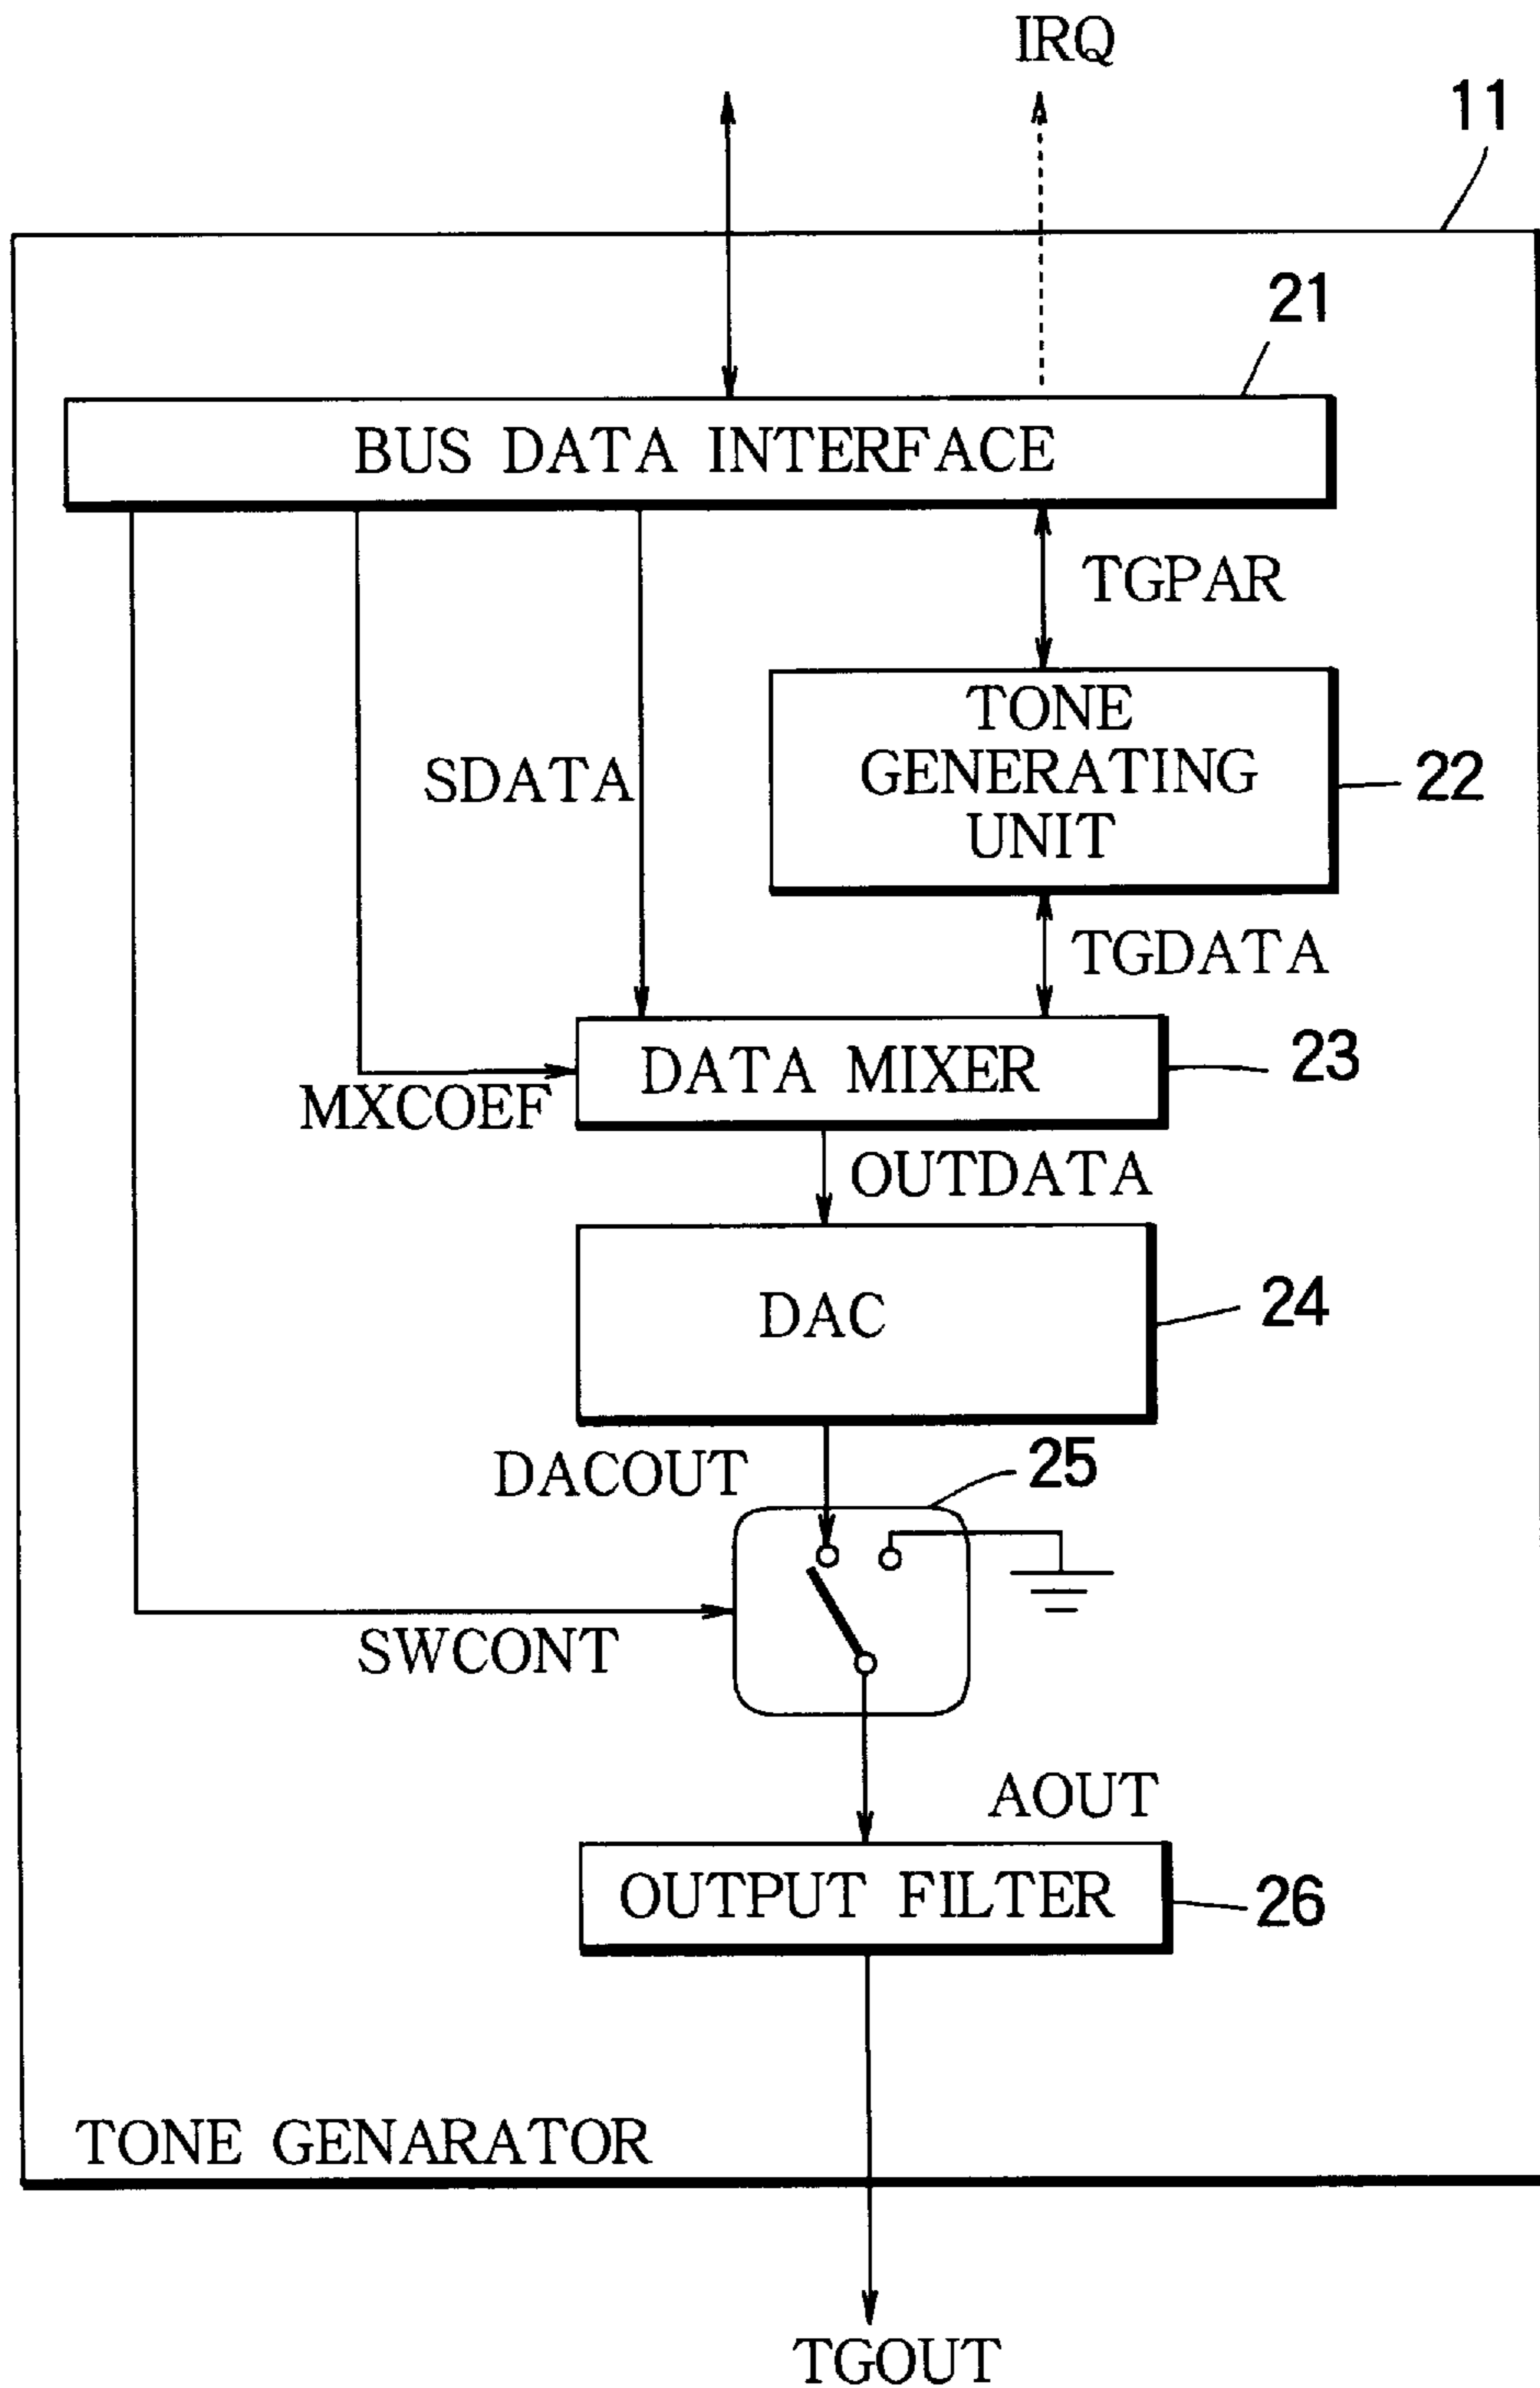 IRQ
11
21
BUS DATA INTERFACE
TGPAR
TONE
GENERATING
UNIT
22
SDATA
TGDATA
DATA MIXER
23
MXCOEF
OUTDATA
DAC
24
DACOUT
25
SWCONT
AOUT
OUTPUT FILTER
26
TONE GENARATOR
TGOUT